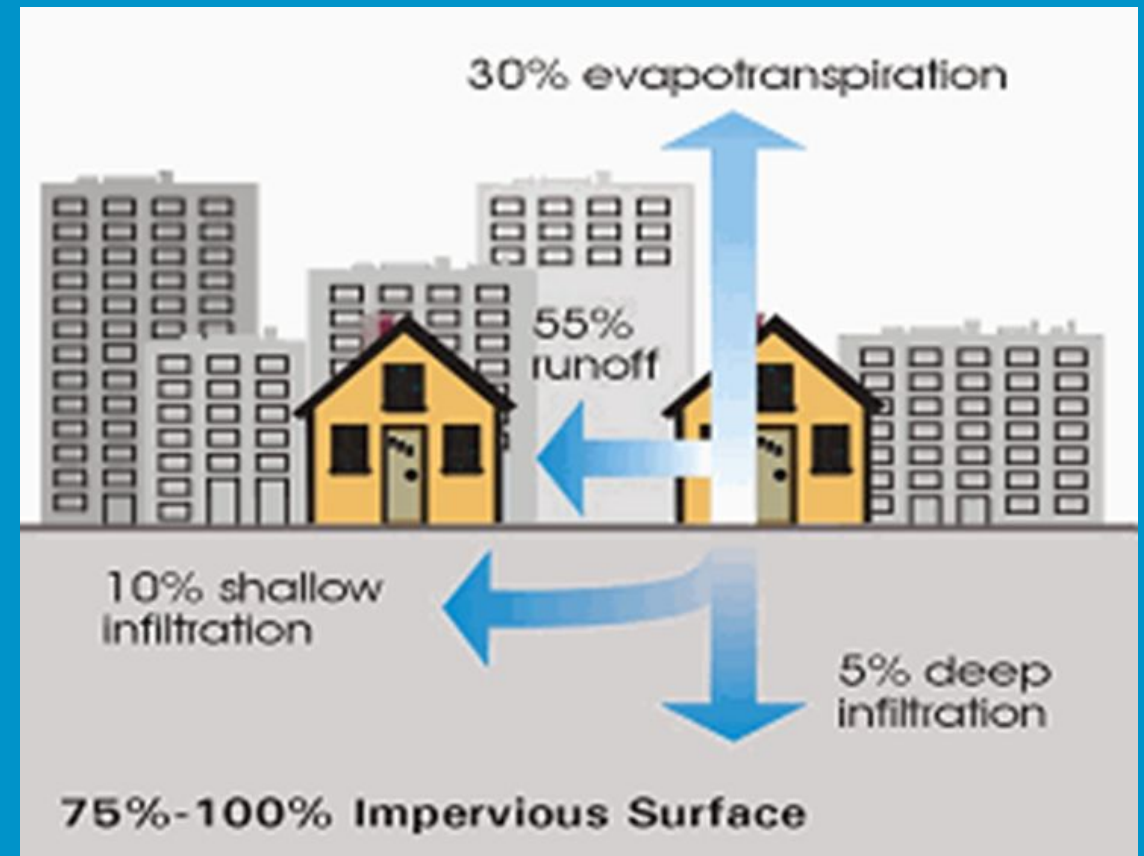 30% evapotranspiration
55%
runoff
10% shallow
infiltration
5% deep
infiltration
75%-100% Impervious Surface